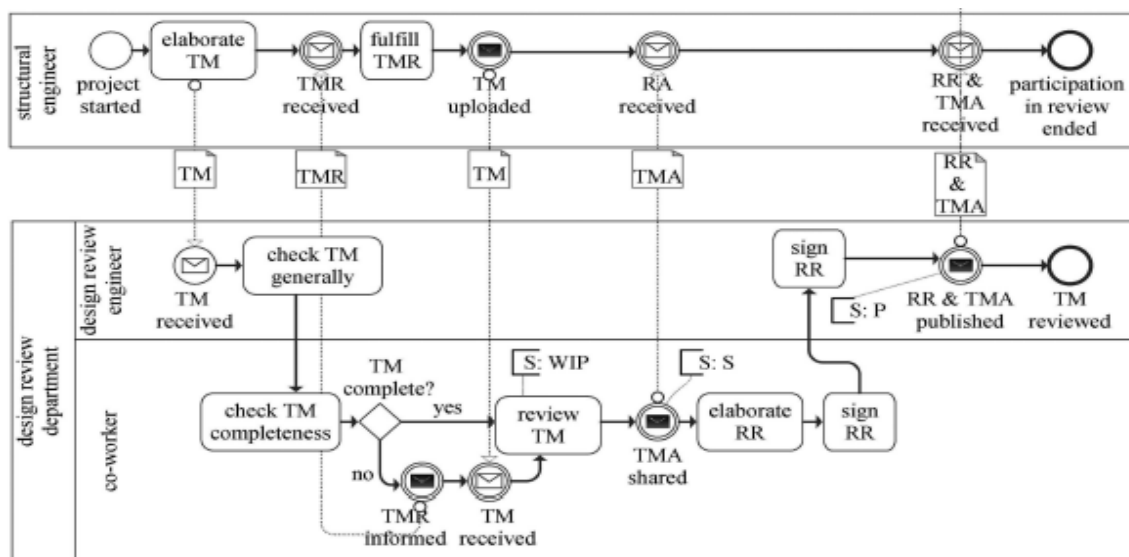 structural
engineer
project
started
elaborate
TM
TMR
received
fulfill
TMR
TM
uploaded
RA
received
RR &
TMA
received
participation
in review
ended
TM
TMR
TM
TMA
RR
&
TMA
design review
department
design review
engineer
TM
received
check TM
generally
sign
RR
S: P
RR & TMA
published
TM
reviewed
co-worker
check TM
completeness
TM
complete?
yes
no
TMR
informed
TM
received
S: WIP
review
TM
S: S
TMA
shared
elaborate
RR
sign
RR